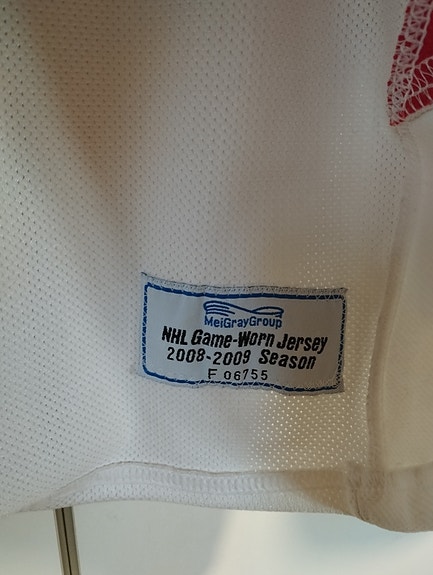 MeiGrayGroup
NHL Game-Worn Jersey
2008-2009 Season
F 06755